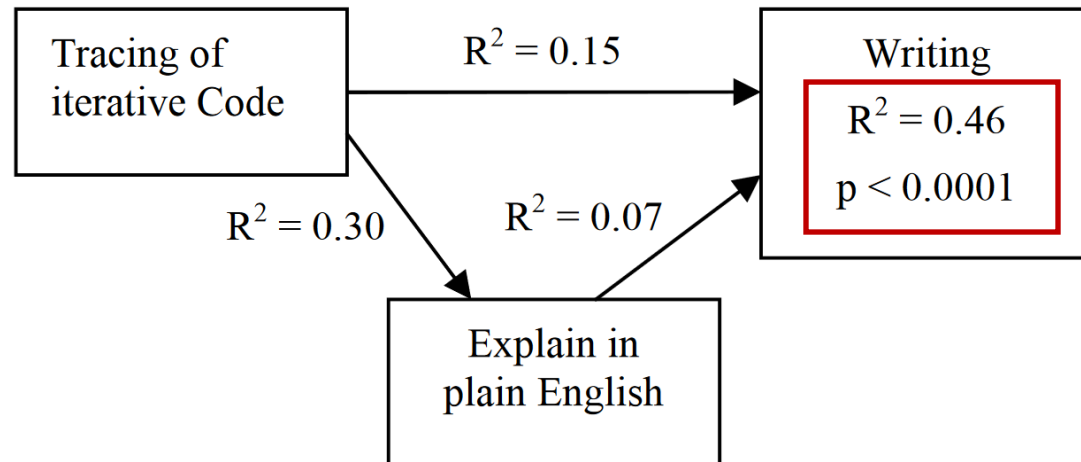 Tracing of
iterative Code
R² = 0.15
Writing
R² = 0.46
p < 0.0001
R² = 0.30
R² = 0.07
Explain in
plain English